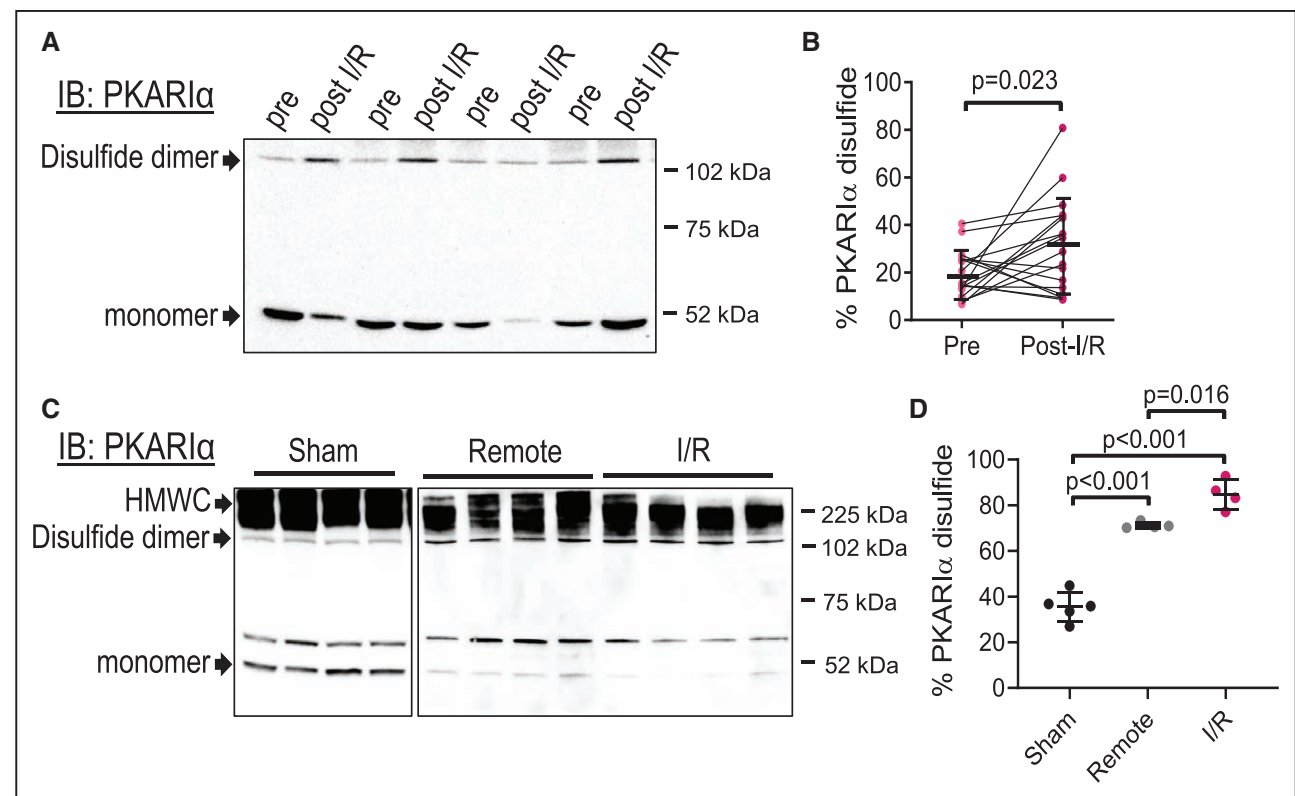 A
IB: PKARIα
pre post I/R pre post I/R pre post I/R pre post I/R
Disulfide dimer
monomer
102 kDa
75 kDa
52 kDa
B
p=0.023
% PKARIα disulfide
100
80
60
40
20
0
Pre Post-I/R
C
IB: PKARIα
Sham Remote I/R
HMWC
Disulfide dimer
monomer
225 kDa
102 kDa
75 kDa
52 kDa
D
p=0.016
p<0.001
p<0.001
% PKARIα disulfide
100
80
60
40
20
0
Sham Remote I/R